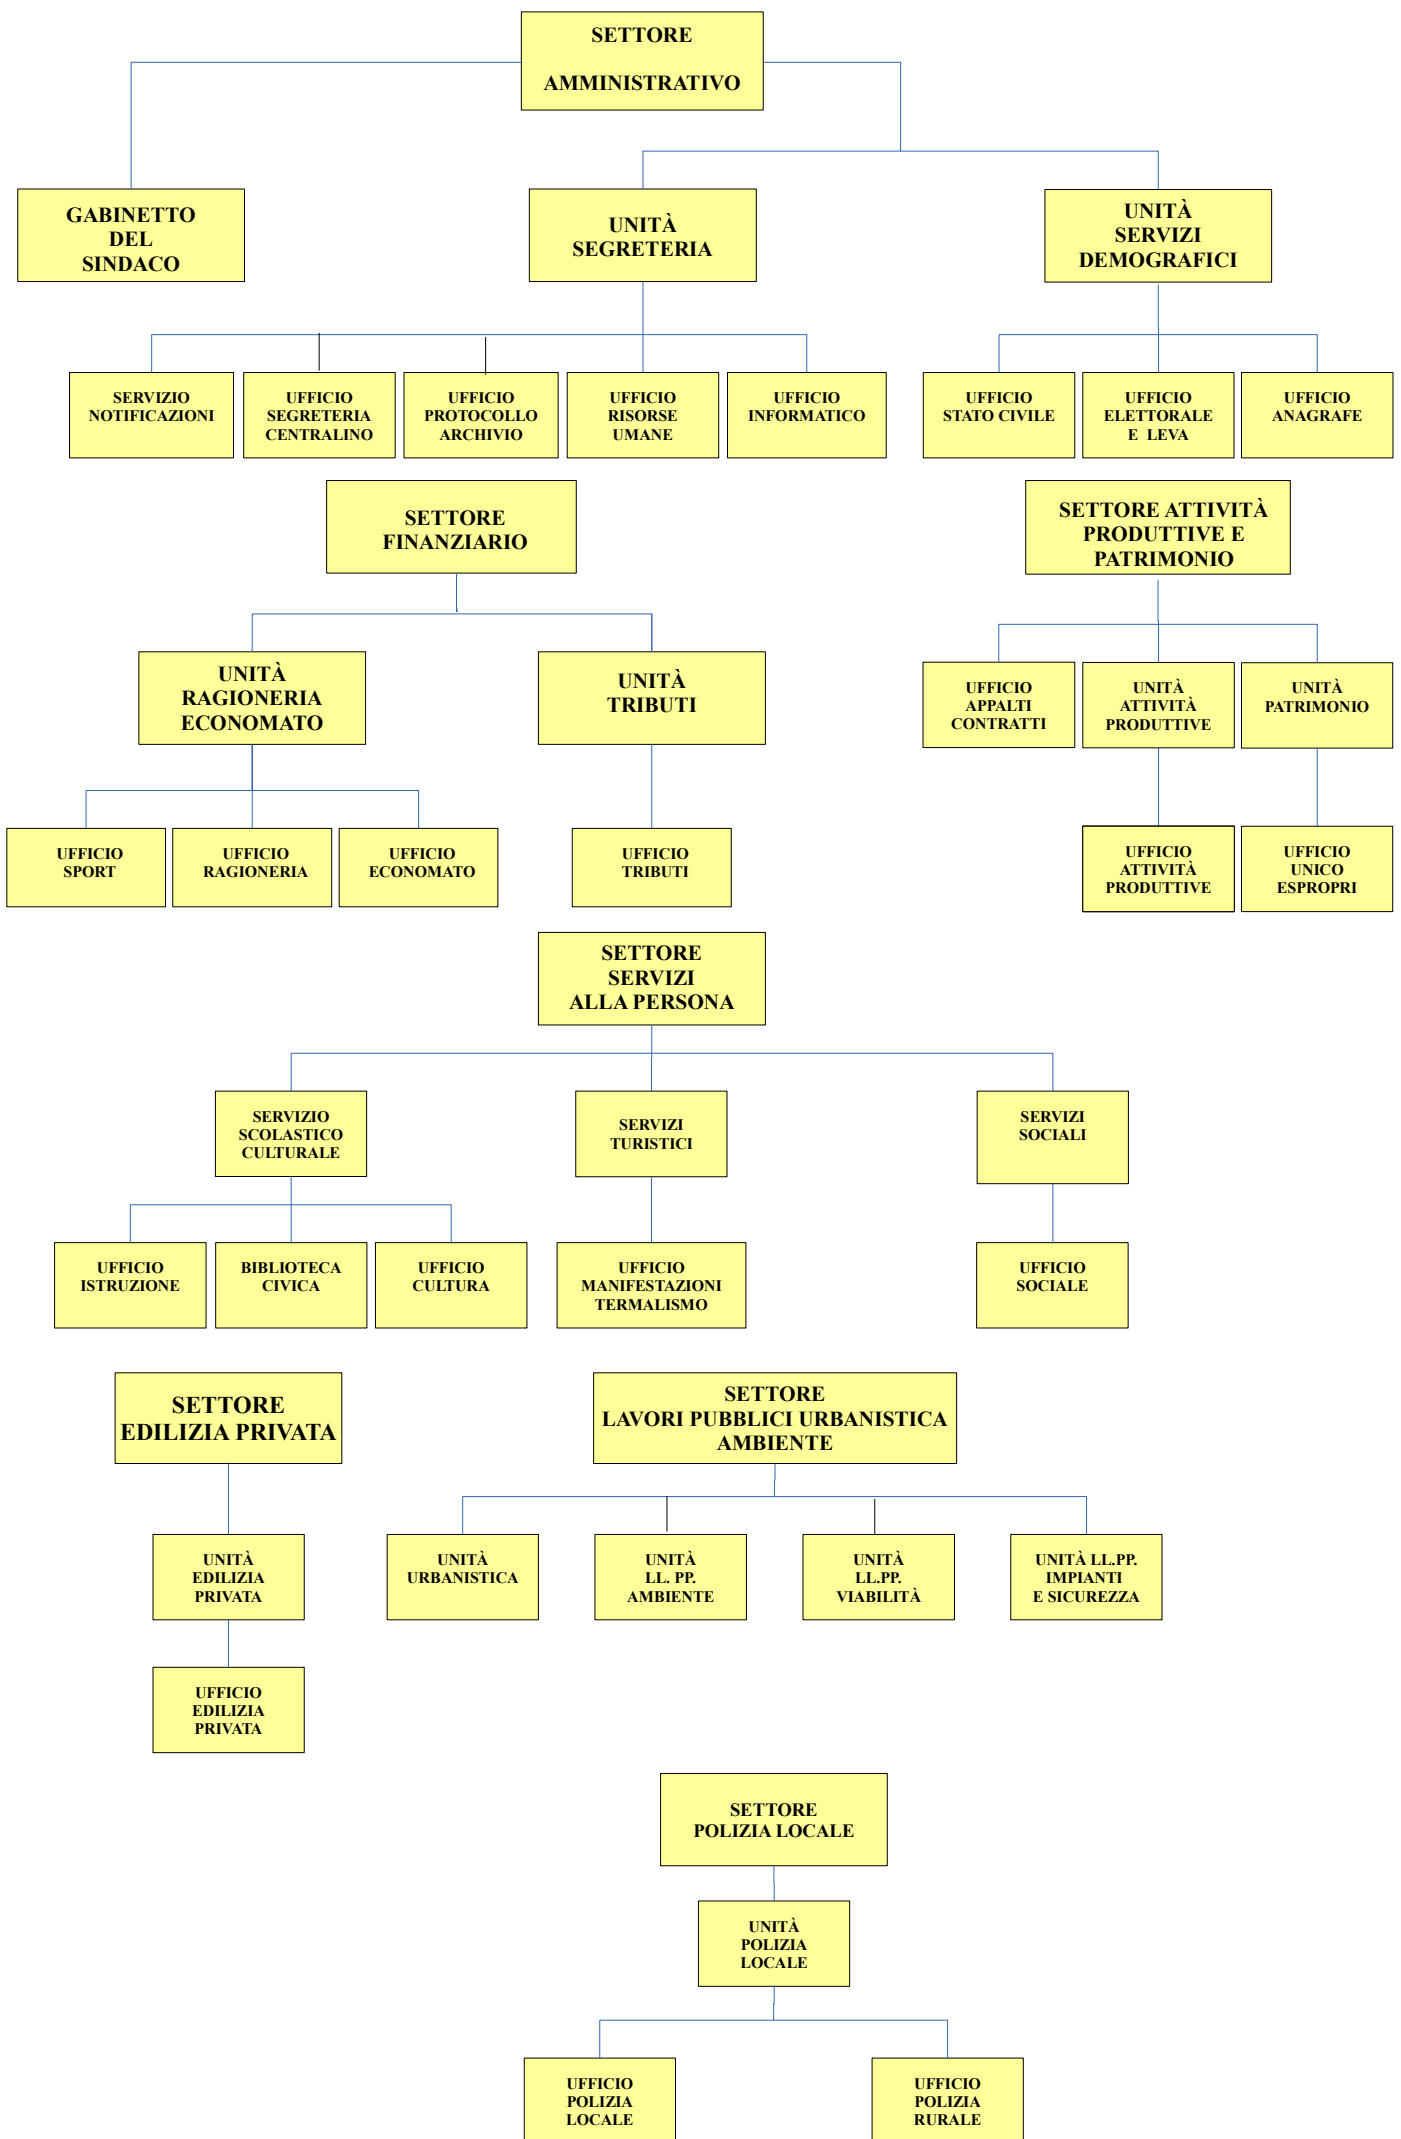 SETTORE
AMMINISTRATIVO
GABINETTO
DEL
SINDACO
UNITÀ
SEGRETERIA
UNITÀ
SERVIZI
DEMOGRAFICI
SERVIZIO
NOTIFICAZIONI
UFFICIO
SEGRETERIA
CENTRALINO
UFFICIO
PROTOCOLLO
ARCHIVIO
UFFICIO
RISORSE
UMANE
UFFICIO
INFORMATICO
UFFICIO
STATO CIVILE
UFFICIO
ELETTORALE
E LEVA
UFFICIO
ANAGRAFE
SETTORE
FINANZIARIO
SETTORE ATTIVITÀ
PRODUTTIVE E
PATRIMONIO
UNITÀ
RAGIONERIA
ECONOMATO
UNITÀ
TRIBUTI
UFFICIO
APPALTI
CONTRATTI
UNITÀ
ATTIVITÀ
PRODUTTIVE
UNITÀ
PATRIMONIO
UFFICIO
SPORT
UFFICIO
RAGIONERIA
UFFICIO
ECONOMATO
UFFICIO
TRIBUTI
UFFICIO
ATTIVITÀ
PRODUTTIVE
UFFICIO
UNICO
ESPROPRI
SETTORE
SERVIZI
ALLA PERSONA
SERVIZIO
SCOLASTICO
CULTURALE
SERVIZI
TURISTICI
SERVIZI
SOCIALI
UFFICIO
ISTRUZIONE
BIBLIOTECA
CIVICA
UFFICIO
CULTURA
UFFICIO
MANIFESTAZIONI
TERMALISMO
UFFICIO
SOCIALE
SETTORE
EDILIZIA PRIVATA
SETTORE
LAVORI PUBBLICI URBANISTICA
AMBIENTE
UNITÀ
EDILIZIA
PRIVATA
UNITÀ
URBANISTICA
UNITÀ
LL. PP.
AMBIENTE
UNITÀ
LL.PP.
VIABILITÀ
UNITÀ LL.PP.
IMPIANTI
E SICUREZZA
UFFICIO
EDILIZIA
PRIVATA
SETTORE
POLIZIA LOCALE
UNITÀ
POLIZIA
LOCALE
UFFICIO
POLIZIA
LOCALE
UFFICIO
POLIZIA
RURALE